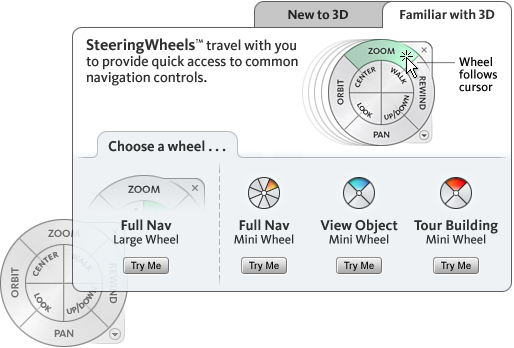 New to 3D
Familiar with 3D
SteeringWheels™ travel with you
to provide quick access to common
navigation controls.
ZOOM
CENTER
WALK
ORBIT
REWIND
LOOK
UP/DOWN
PAN
Wheel
follows
cursor
Choose a wheel . . .
ZOOM
Full Nav
Large Wheel
Try Me
Full Nav
Mini Wheel
Try Me
View Object
Mini Wheel
Try Me
Tour Building
Mini Wheel
Try Me
ZOOM
CENTER
WALK
ORBIT
REWIND
LOOK
UP/DOWN
PAN